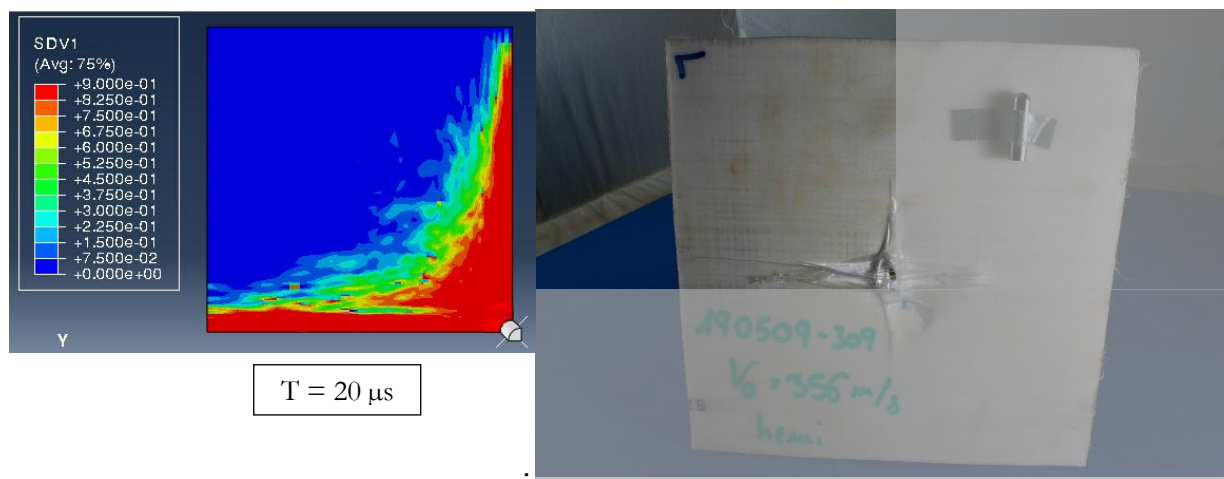 SDV1
(Avg: 75%)
+9.000e-01
+8.250e-01
+7.500e-01
+6.750e-01
+6.000e-01
+5.250e-01
+4.500e-01
+3.750e-01
+3.000e-01
+2.250e-01
+1.500e-01
+7.500e-02
+0.000e+00
Y
T = 20 μs
.
190509-309
V0 = 356 m/s
hemi